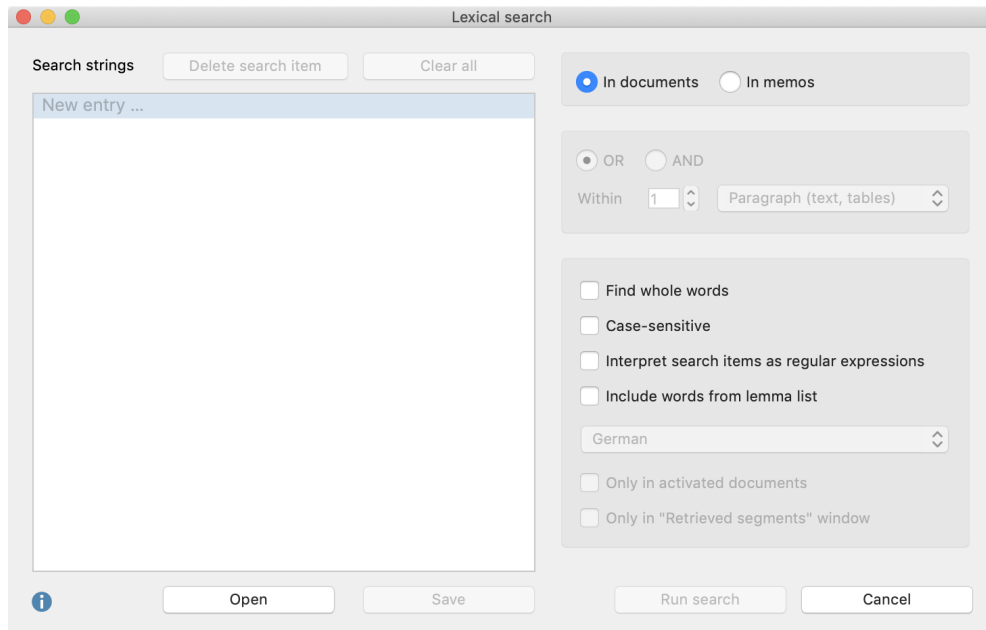 Lexical search
Search strings
Delete search item
Clear all
New entry ...
In documents
In memos
OR
AND
Within
1
Paragraph (text, tables)
Find whole words
Case-sensitive
Interpret search items as regular expressions
Include words from lemma list
German
Only in activated documents
Only in "Retrieved segments" window
i
Open
Save
Run search
Cancel